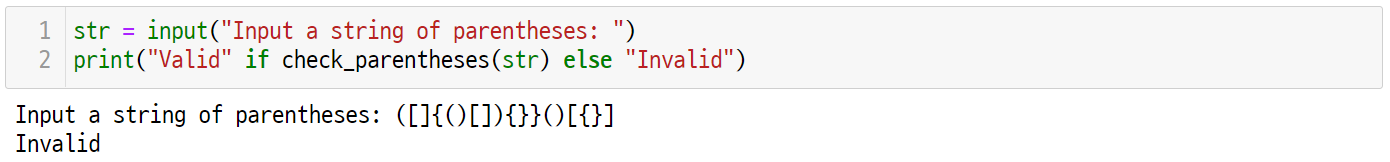 1 str = input("Input a string of parentheses: ")
2 print("Valid" if check_parentheses(str) else "Invalid")
Input a string of parentheses: ([]{()[]){}}()[{}]
Invalid